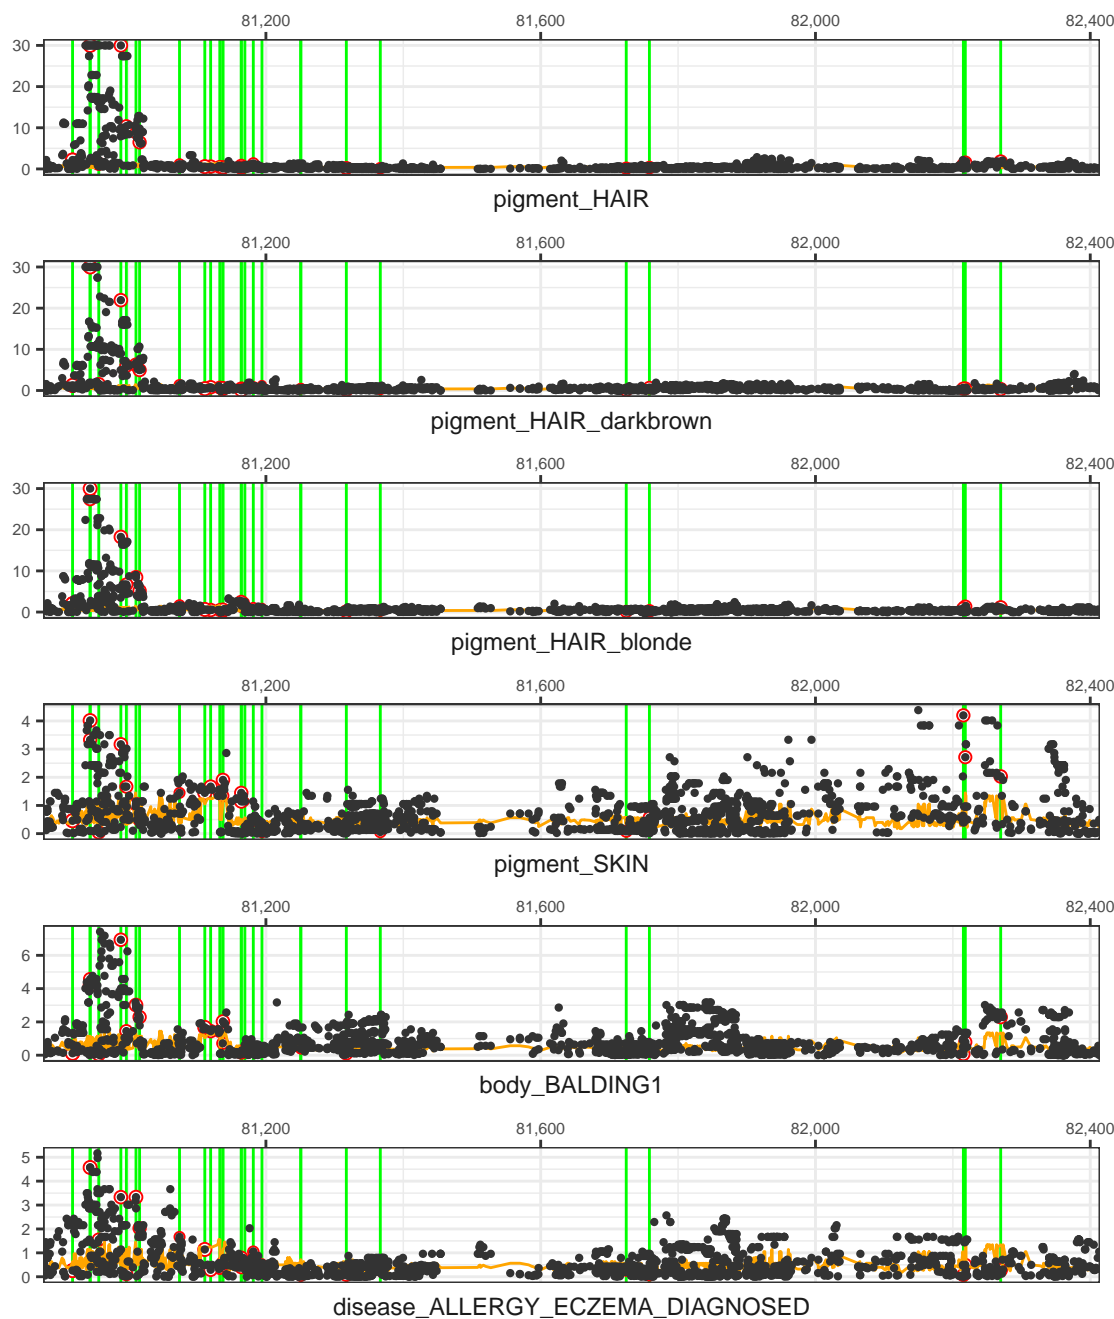 81,200 81,600 82,000 82,400
30
20
10
0
pigment_HAIR
81,200 81,600 82,000 82,400
30
20
10
0
pigment_HAIR_darkbrown
81,200 81,600 82,000 82,400
30
20
10
0
pigment_HAIR_blonde
81,200 81,600 82,000 82,400
4
3
2
1
0
pigment_SKIN
81,200 81,600 82,000 82,400
6
4
2
0
body_BALDING1
81,200 81,600 82,000 82,400
5
4
3
2
1
0
disease_ALLERGY_ECZEMA_DIAGNOSED